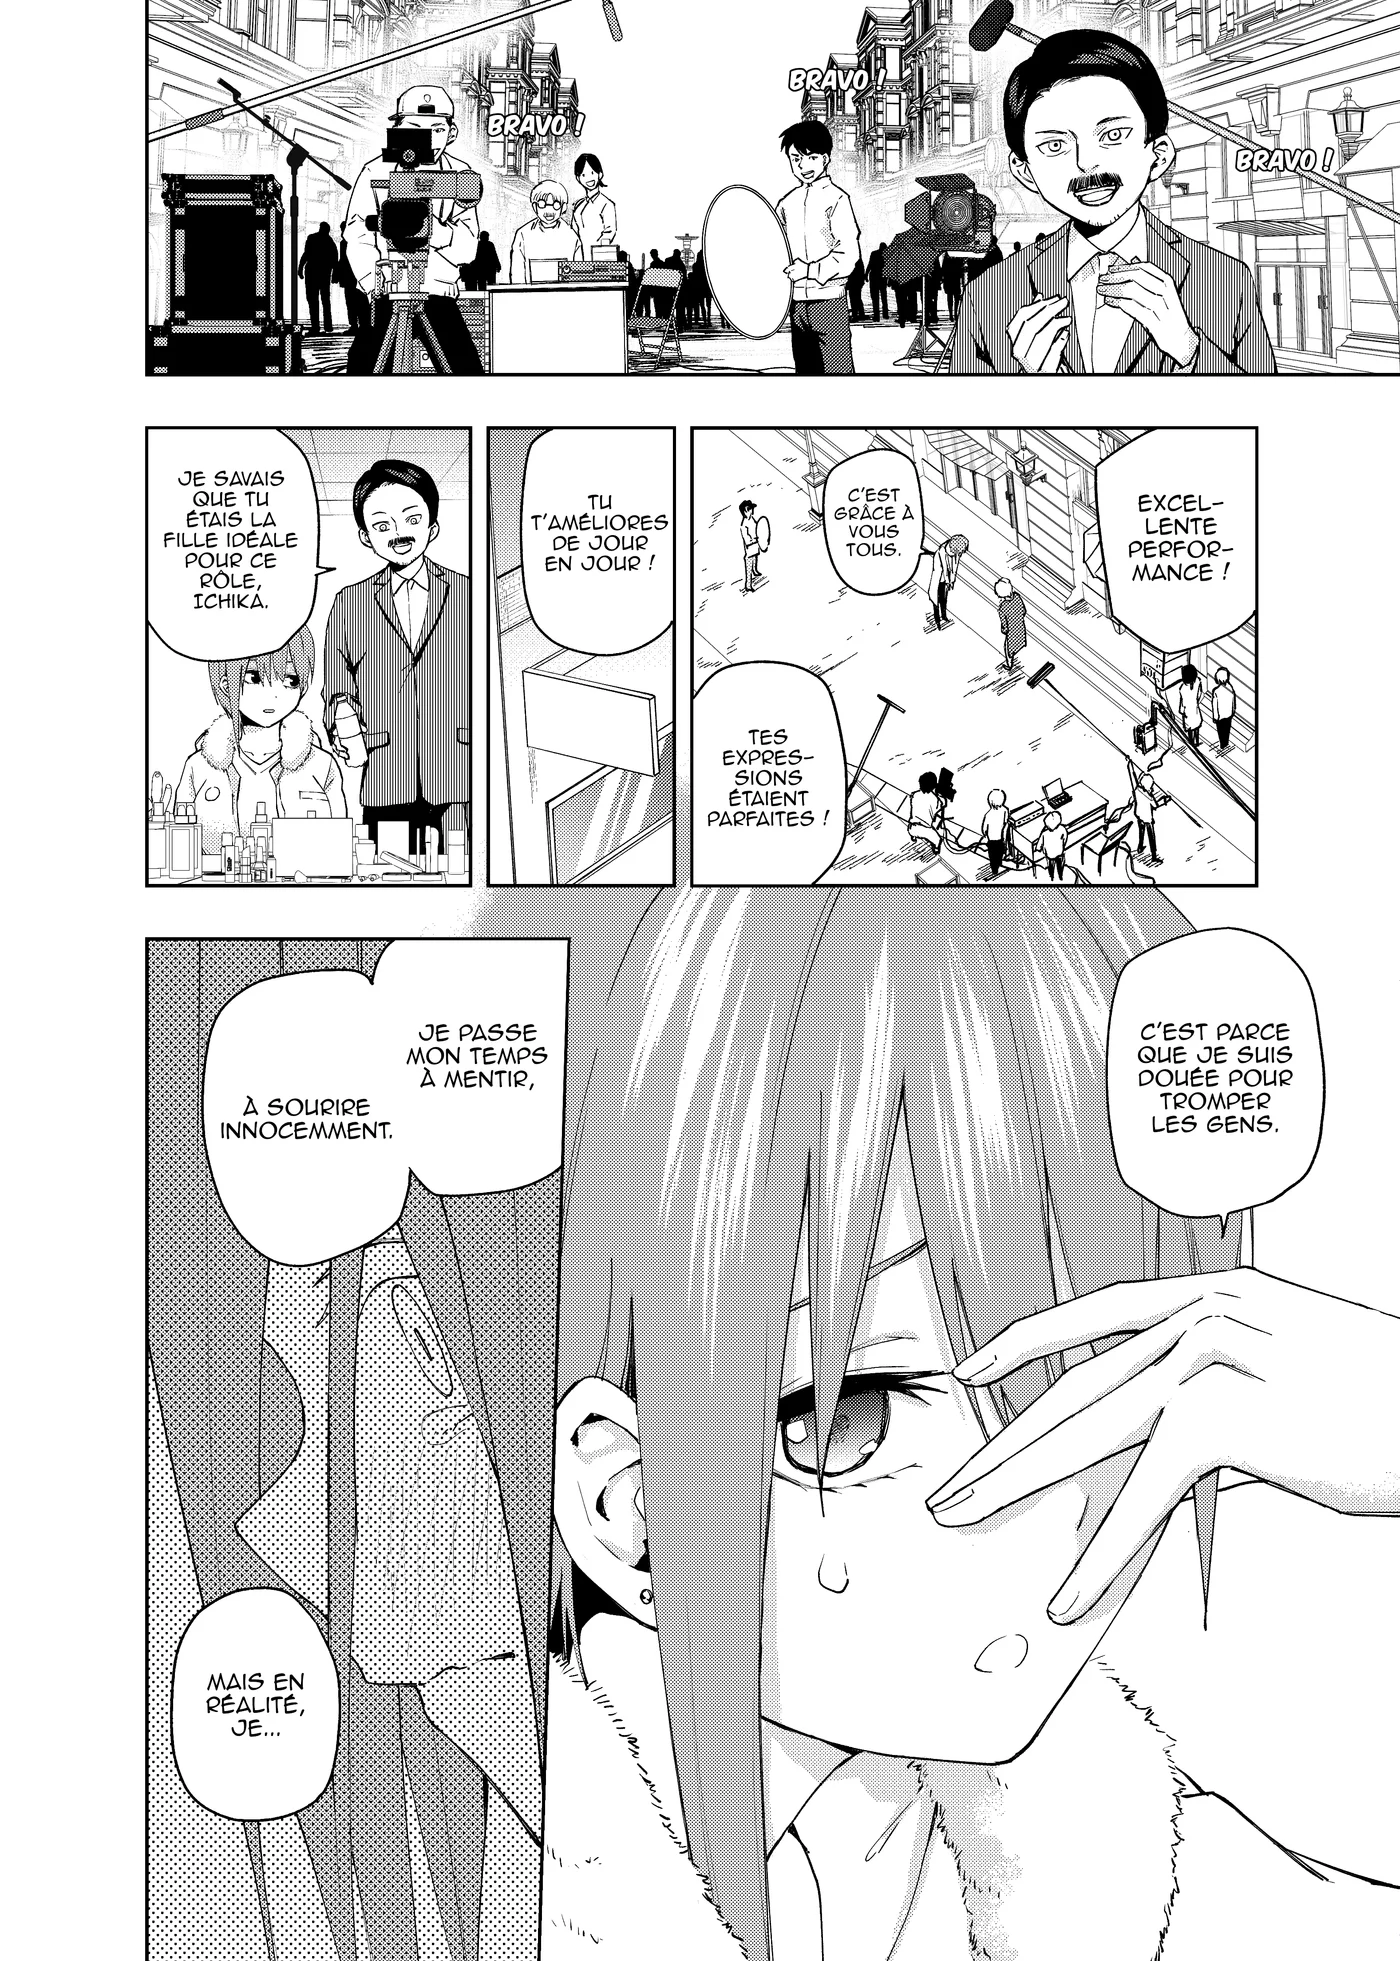 BRAVO !
BRAVO !
BRAVO !
EXCEL-
LENTE
PERFOR-
MANCE !
C'EST
GRÂCE À
VOUS
TOUS.
TES
EXPRES-
SIONS
ÉTAIENT
PARFAITES !
TU
T'AMÉLIORES
DE JOUR
EN JOUR !
JE SAVAIS
QUE TU
ÉTAIS LA
FILLE IDÉALE
POUR CE
RÔLE,
ICHIKA.
C'EST PARCE
QUE JE SUIS
DOUÉE POUR
TROMPER
LES GENS.
JE PASSE
MON TEMPS
À MENTIR,
À SOURIRE
INNOCEMMENT.
MAIS EN
RÉALITÉ,
JE...